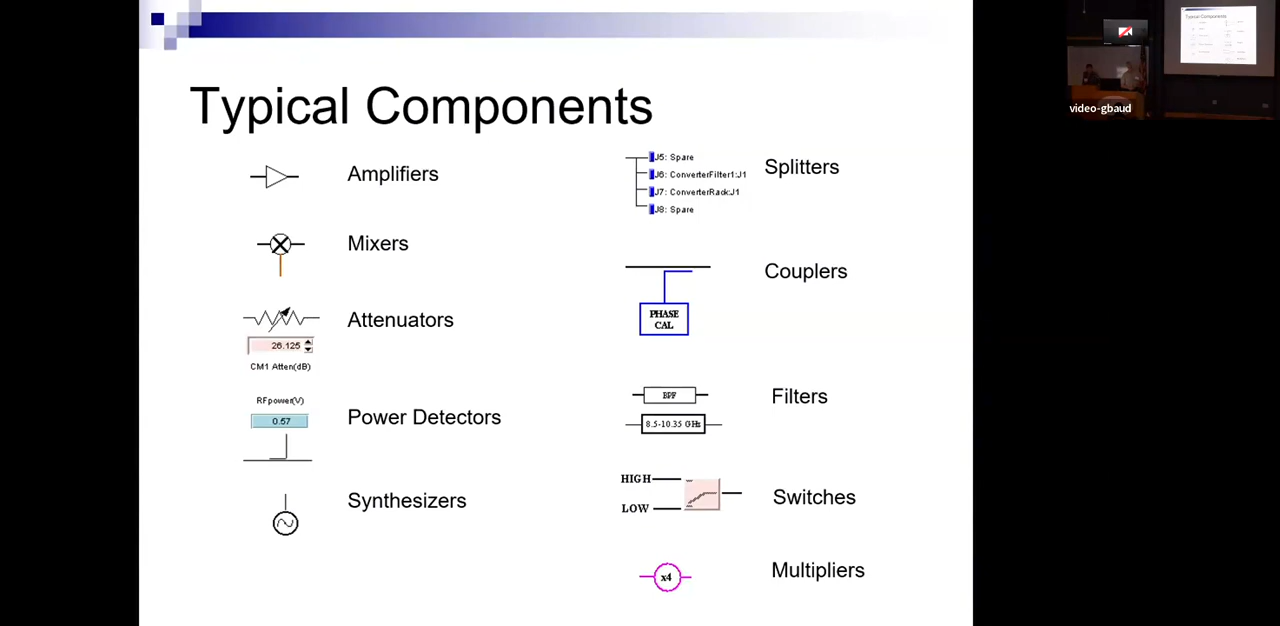 Typical Components
Amplifiers
Mixers
Attenuators
26.125
CM1 Atten(dB)
RFpower(V)
0.57
Power Detectors
Synthesizers
J5: Spare
J6: ConverterFilter1:J1
J7: ConverterRack:J1
J8: Spare
Splitters
Couplers
PHASE
CAL
BPF
Filters
8.5-10.35 GHz
HIGH
LOW
Switches
x4
Multipliers
Typical Components
video-gbaud